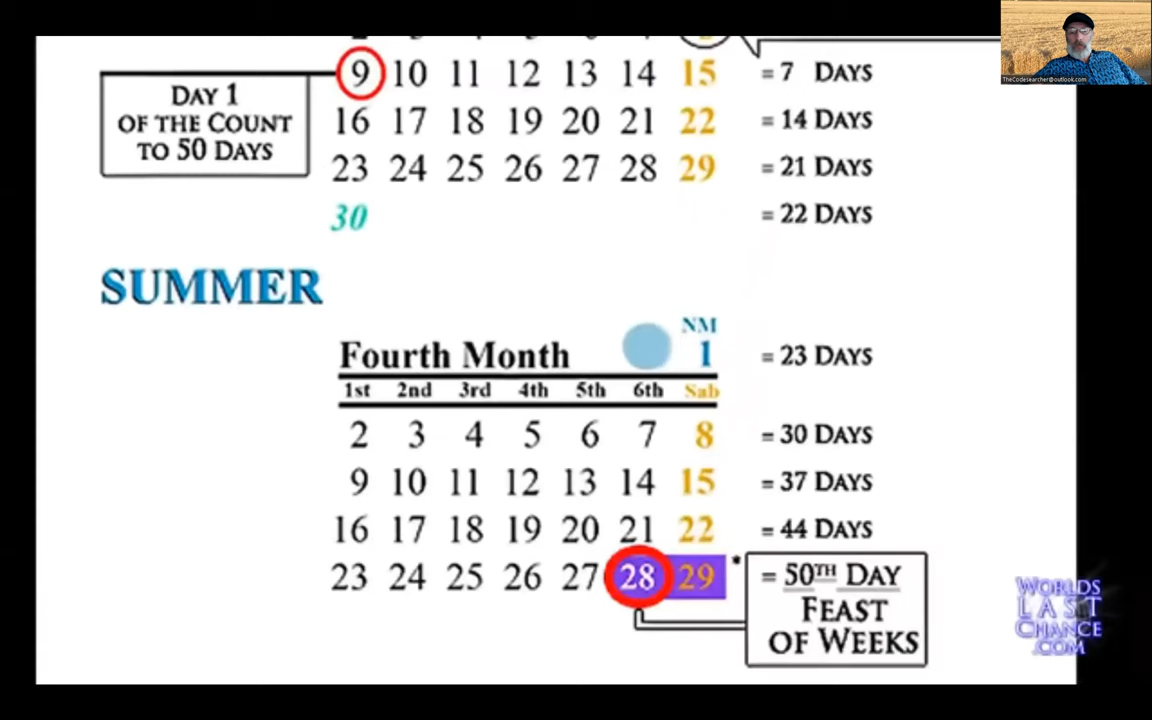 9 10 11 12 13 14 15 = 7 DAYS
DAY 1
OF THE COUNT
TO 50 DAYS
16 17 18 19 20 21 22 = 14 DAYS
23 24 25 26 27 28 29 = 21 DAYS
30 = 22 DAYS
SUMMER
NM
Fourth Month 1 = 23 DAYS
1st 2nd 3rd 4th 5th 6th Sab
2 3 4 5 6 7 8 = 30 DAYS
9 10 11 12 13 14 15 = 37 DAYS
16 17 18 19 20 21 22 = 44 DAYS
23 24 25 26 27 28 29 *
= 50TH DAY
FEAST
OF WEEKS
WORLDS
LAST
CHANCE
.COM
TheCodesearcher@outlook.com